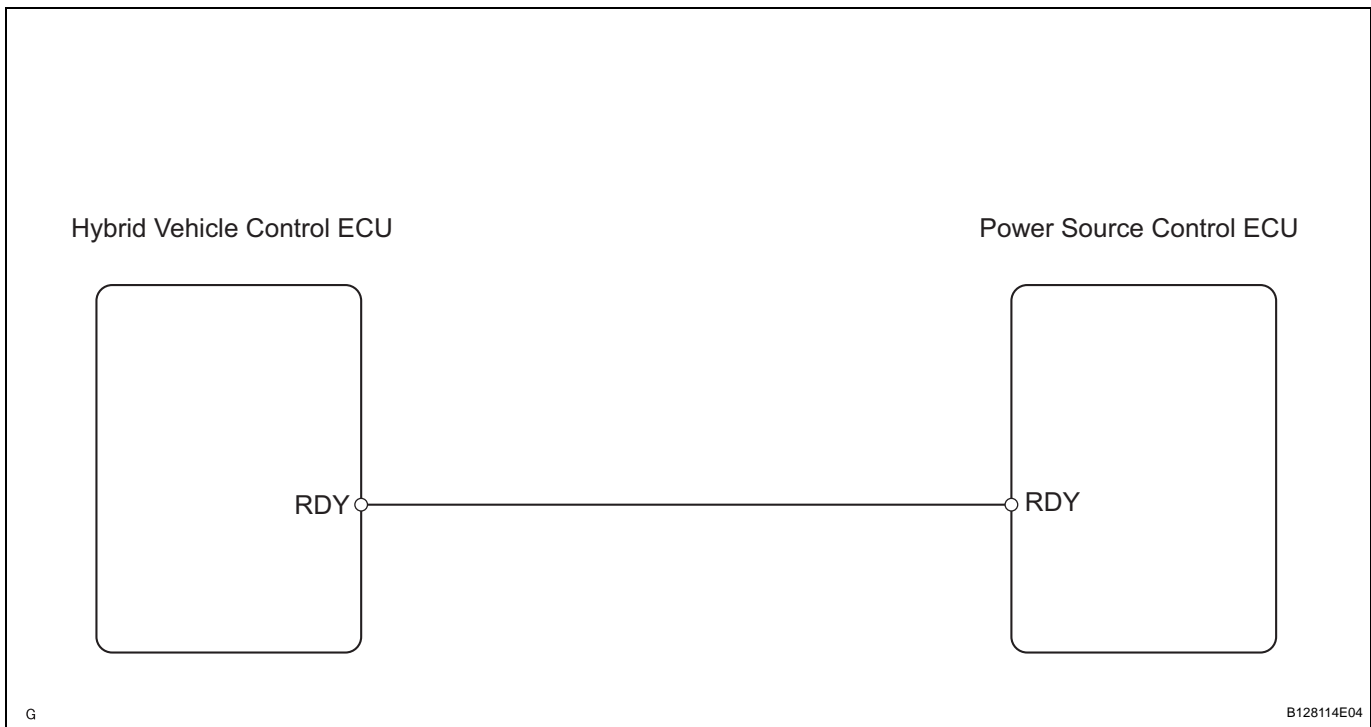 Hybrid Vehicle Control ECU
Power Source Control ECU
RDY
RDY
G
B128114E04